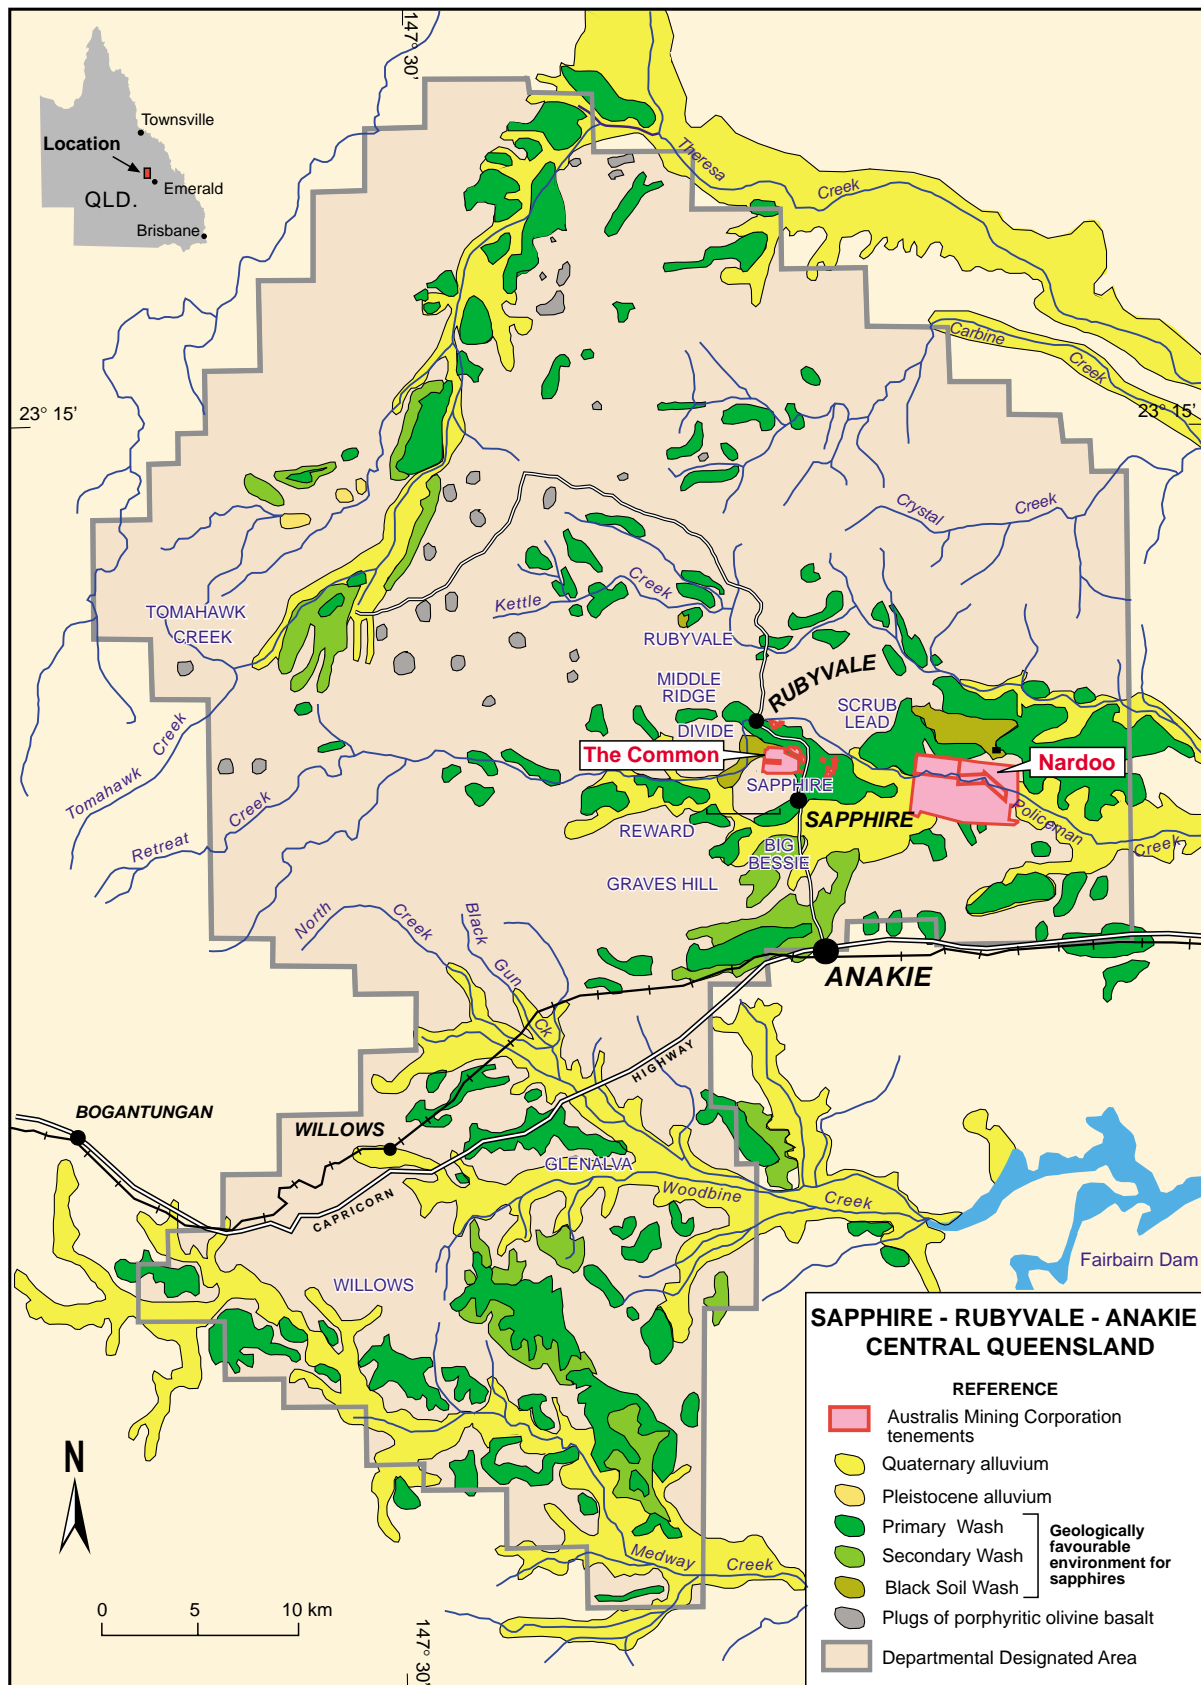 147° 30’
Townsville
Location
Emerald
QLD.
Brisbane
Theresa
Creek
Carbine
Creek
23° 15’
23° 15’
Crystal
Creek
Kettle
Creek
TOMAHAWK
CREEK
RUBYVALE
MIDDLE
RIDGE
RUBYVALE
SCRUB
LEAD
DIVIDE
The Common
Nardoo
SAPPHIRE
SAPPHIRE
REWARD
BIG
BESSIE
GRAVES HILL
Policeman
Creek
Tomahawk
Creek
Retreat
Creek
North
Creek
Black
Gun
Ck
ANAKIE
HIGHWAY
BOGANTUNGAN
WILLOWS
GLENALVA
CAPRICORN
Woodbine
Creek
WILLOWS
Fairbairn Dam
Medway
Creek
N
0 5 10 km
147° 30’
SAPPHIRE - RUBYVALE - ANAKIE
CENTRAL QUEENSLAND
REFERENCE
Australis Mining Corporation
tenements
Quaternary alluvium
Pleistocene alluvium
Primary Wash
Secondary Wash
Black Soil Wash
Geologically
favourable
environment for
sapphires
Plugs of porphyritic olivine basalt
Departmental Designated Area